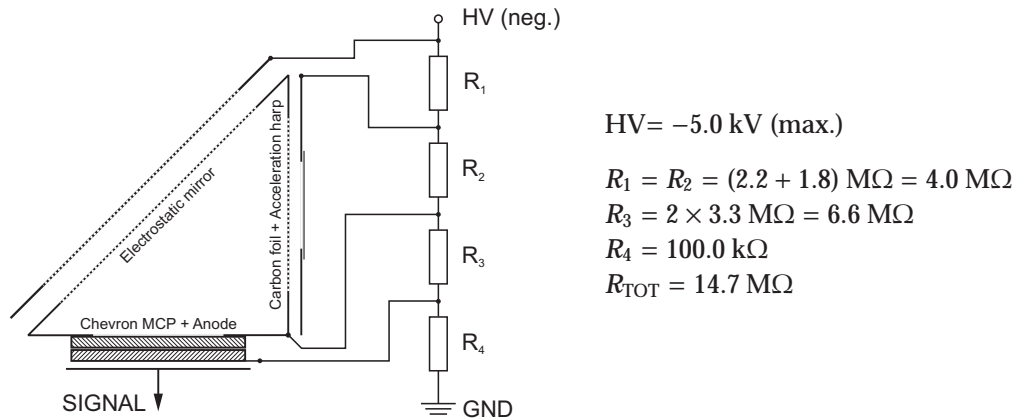 HV (neg.)
R₁
R₂
R₃
R₄
GND
Electrostatic mirror
Carbon foil + Acceleration harp
Chevron MCP + Anode
SIGNAL
HV= −5.0 kV (max.)
R₁ = R₂ = (2.2 + 1.8) MΩ = 4.0 MΩ
R₃ = 2 × 3.3 MΩ = 6.6 MΩ
R₄ = 100.0 kΩ
R_TOT = 14.7 MΩ